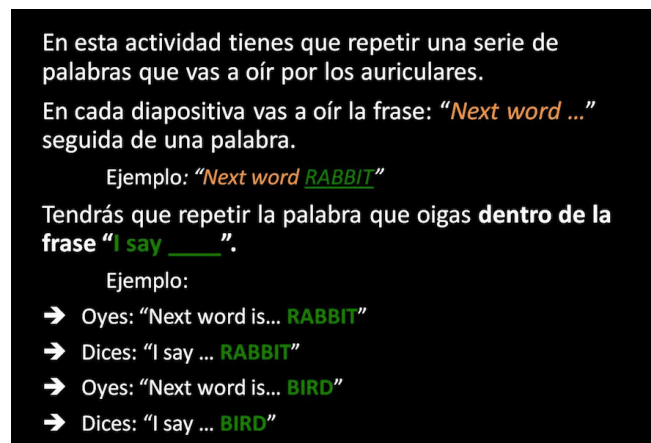 En esta actividad tienes que repetir una serie de
palabras que vas a oír por los auriculares.
En cada diapositiva vas a oír la frase: “Next word …”
seguida de una palabra.
Ejemplo: “Next word RABBIT”
Tendrás que repetir la palabra que oigas dentro de la
frase “I say ____”.
Ejemplo:
➔ Oyes: “Next word is… RABBIT”
➔ Dices: “I say … RABBIT”
➔ Oyes: “Next word is… BIRD”
➔ Dices: “I say … BIRD”